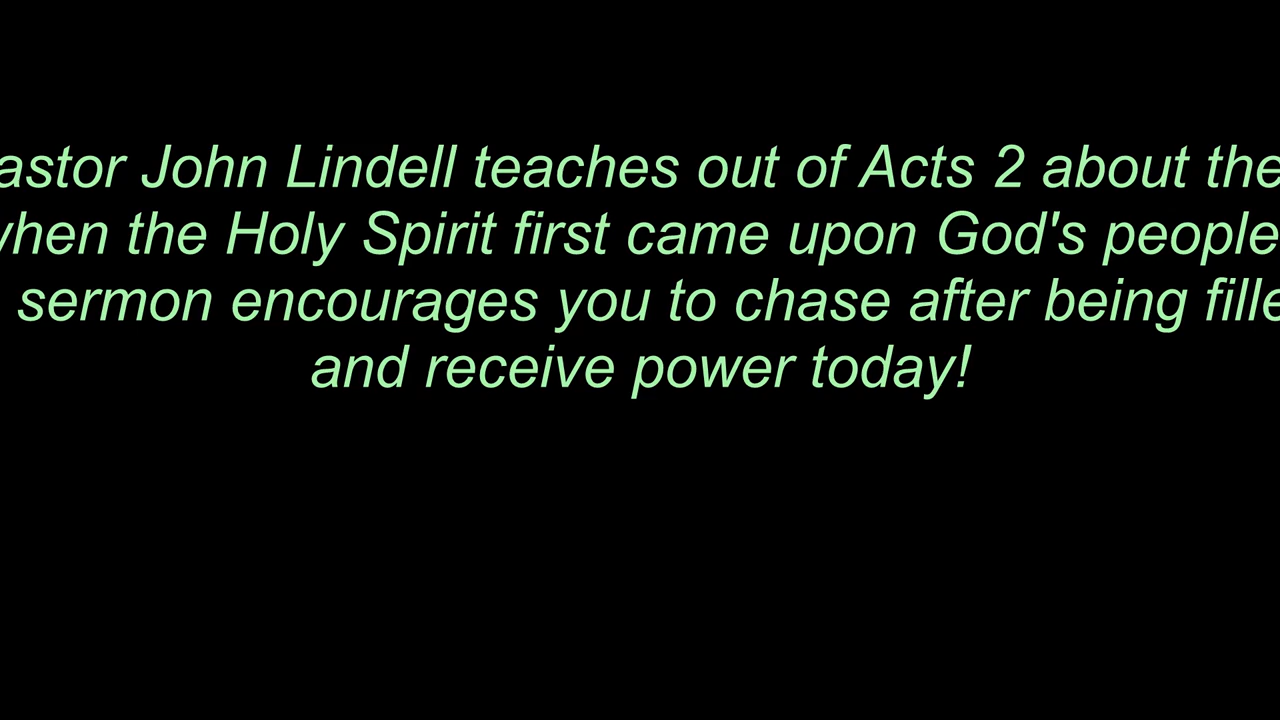 astor John Lindell teaches out of Acts 2 about the
when the Holy Spirit first came upon God's people
sermon encourages you to chase after being fille
and receive power today!